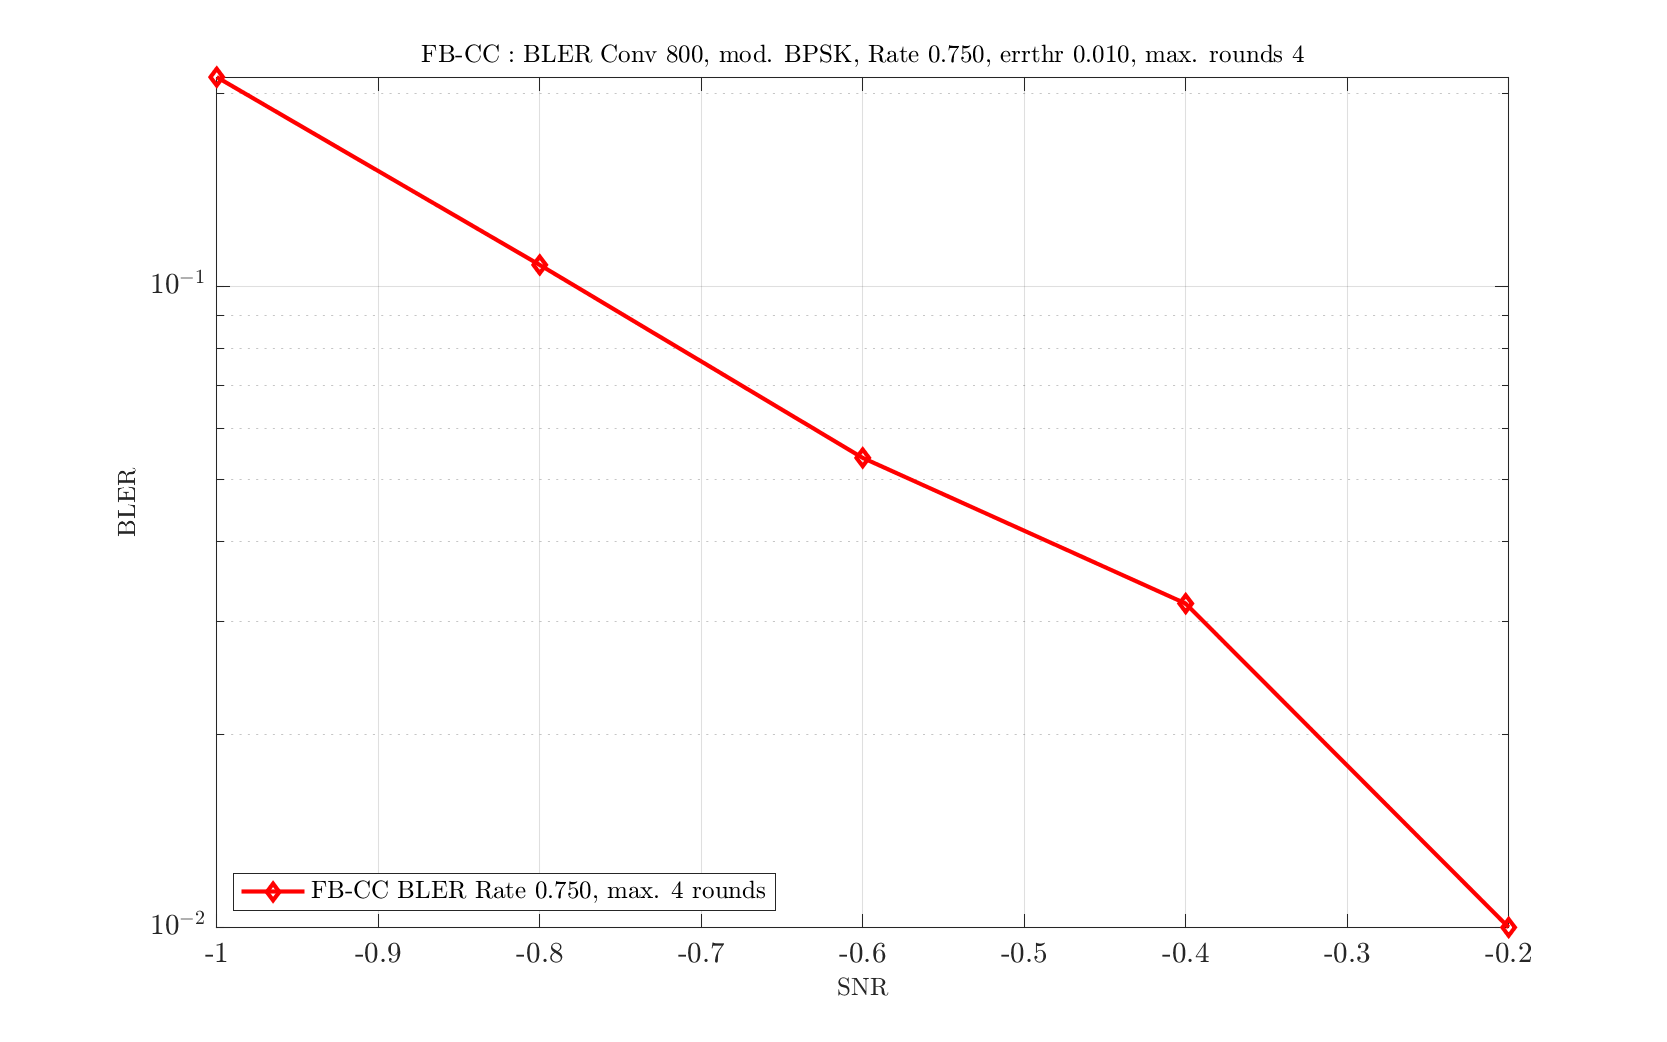 FB-CC : BLER Conv 800, mod. BPSK, Rate 0.750, errthr 0.010, max. rounds 4
10⁻¹
BLER
10⁻²
FB-CC BLER Rate 0.750, max. 4 rounds
-1 -0.9 -0.8 -0.7 -0.6 -0.5 -0.4 -0.3 -0.2
SNR